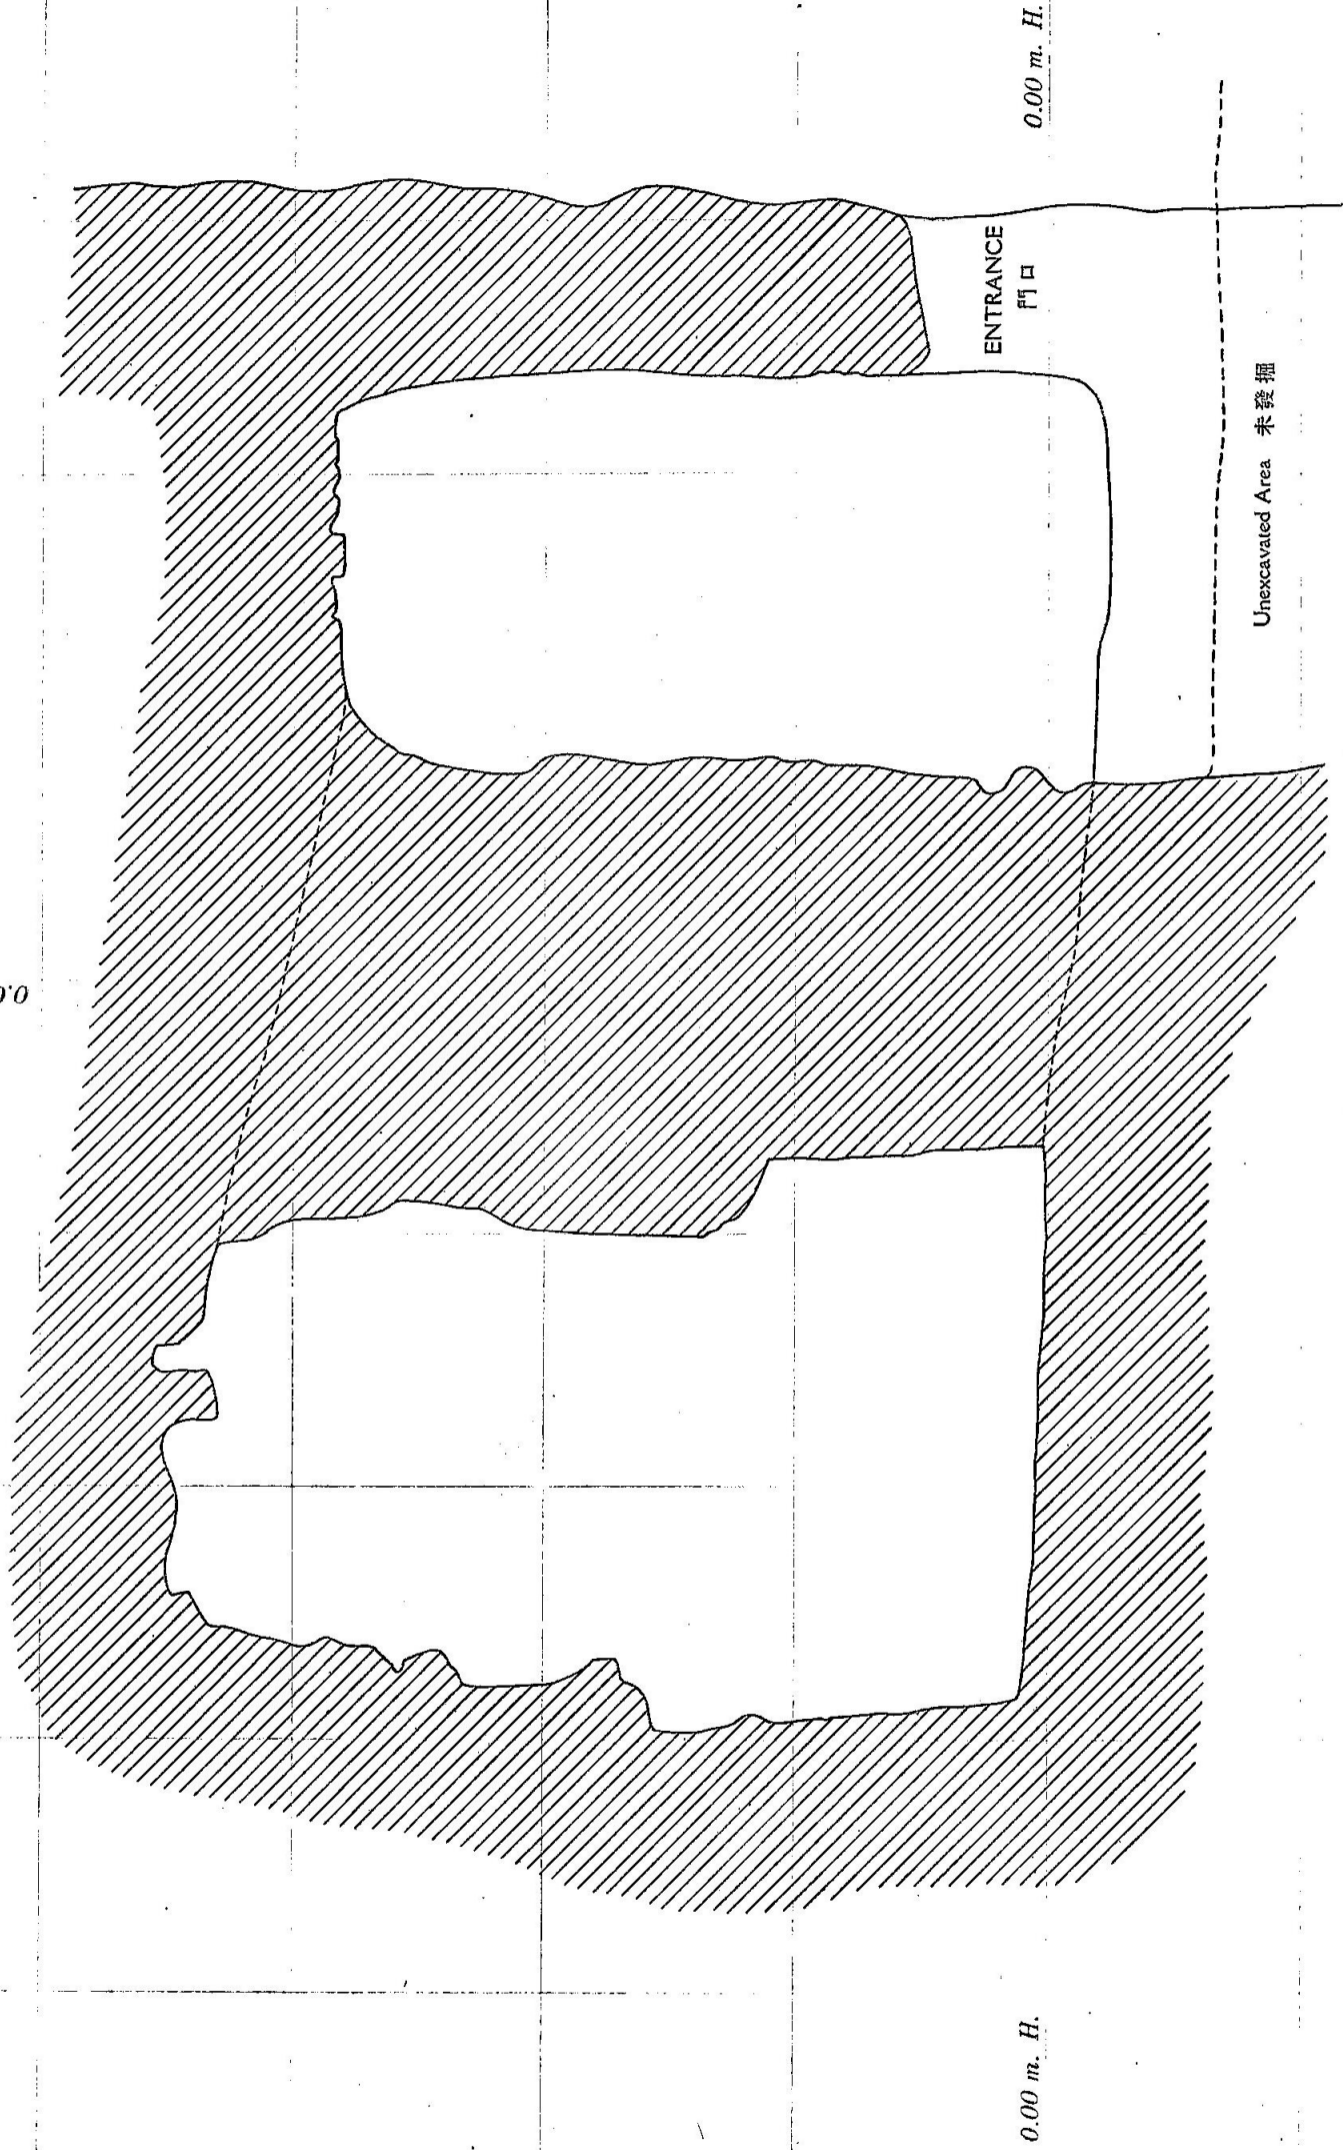 0.00 m. H.
ENTRANCE
門口
Unexcavated Area 未發掘
0.00 m. H.